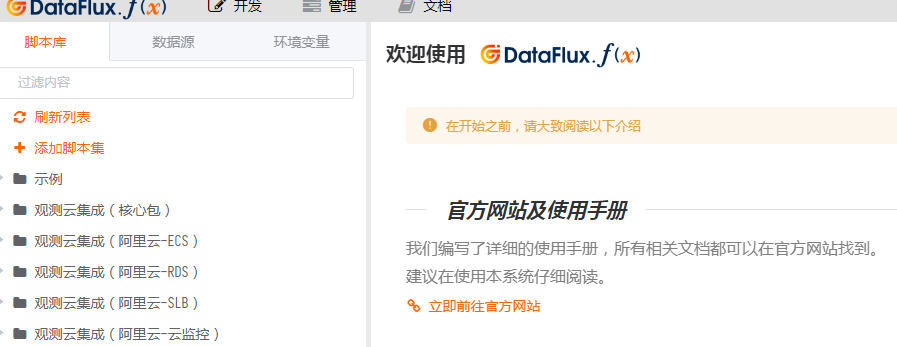 DataFlux.f(x) 开发 管理 文档
脚本库 数据源 环境变量
过滤内容
刷新列表
添加脚本集
示例
观测云集成（核心包）
观测云集成（阿里云-ECS）
观测云集成（阿里云-RDS）
观测云集成（阿里云-SLB）
观测云集成（阿里云-云监控）
欢迎使用 DataFlux.f(x)
在开始之前，请大致阅读以下介绍
官方网站及使用手册
我们编写了详细的使用手册，所有相关文档都可以在官方网站找到。
建议在使用本系统仔细阅读。
立即前往官方网站